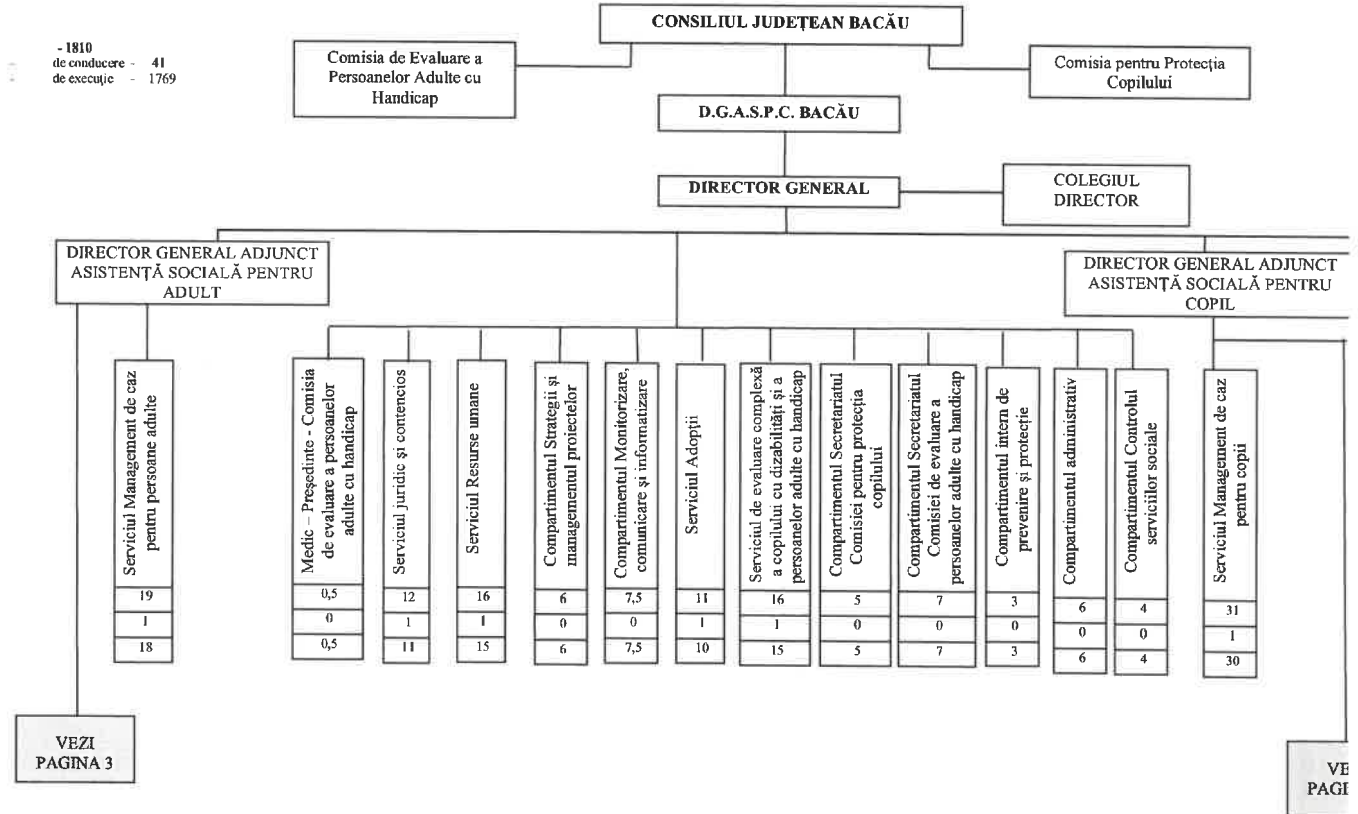 CONSILIUL JUDEȚEAN BACĂU
- 1810
de conducere - 41
de execuție - 1769
Comisia de Evaluare a
Persoanelor Adulte cu
Handicap
Comisia pentru Protecția
Copilului
D.G.A.S.P.C. BACĂU
DIRECTOR GENERAL
COLEGIUL
DIRECTOR
DIRECTOR GENERAL ADJUNCT
ASISTENȚĂ SOCIALĂ PENTRU
ADULT
DIRECTOR GENERAL ADJUNCT
ASISTENȚĂ SOCIALĂ PENTRU
COPIL
Serviciul Management de caz
pentru persoane adulte
19
1
18
Medic – Președinte - Comisia
de evaluare a persoanelor
adulte cu handicap
0,5
0
0,5
Serviciul juridic și contencios
12
1
11
Serviciul Resurse umane
16
1
15
Compartimentul Strategii și
managementul proiectelor
6
0
6
Compartimentul Monitorizare,
comunicare și informatizare
7,5
0
7,5
Serviciul Adopții
11
1
10
Serviciul de evaluare complexă
a copilului cu dizabilități și a
persoanelor adulte cu handicap
16
1
15
Compartimentul Secretariatul
Comisiei pentru protecția
copilului
5
0
5
Compartimentul Secretariatul
Comisiei de evaluare a
persoanelor adulte cu handicap
7
0
7
Compartimentul intern de
prevenire și protecție
3
0
3
Compartimentul administrativ
6
0
6
Compartimentul Controlul
serviciilor sociale
4
0
4
Serviciul Management de caz
pentru copii
31
1
30
VEZI
PAGINA 3
VE
PAGI